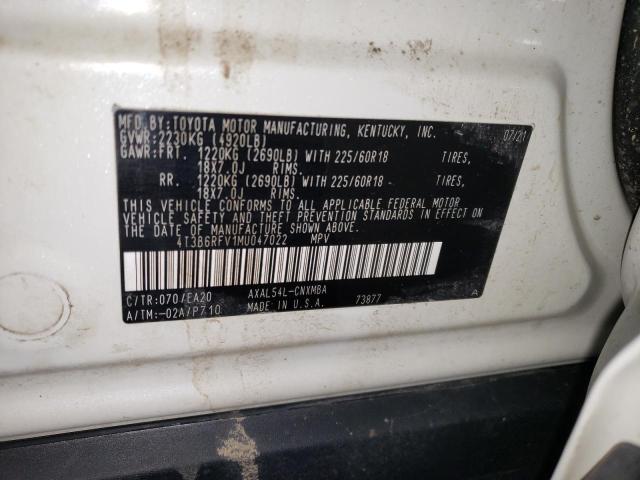 MFD.BY:TOYOTA MOTOR MANUFACTURING, KENTUCKY, INC. 07/21
GVWR:2230KG (4920LB)
GAWR:FRT. 1220KG (2690LB) WITH 225/60R18 TIRES,
18X7.0J RIMS.
RR. 1220KG (2690LB) WITH 225/60R18 TIRES,
18X7.0J RIMS.
THIS VEHICLE CONFORMS TO ALL APPLICABLE FEDERAL MOTOR
VEHICLE SAFETY AND THEFT PREVENTION STANDARDS IN EFFECT
ON THE DATE OF MANUFACTURE SHOWN ABOVE.
4T3B6RFV1MU047022 MPV
C/TR:070/EA20 AXAL54L-CNXMBA A
A/TM:-02A/P710 MADE IN U.S.A. 73877